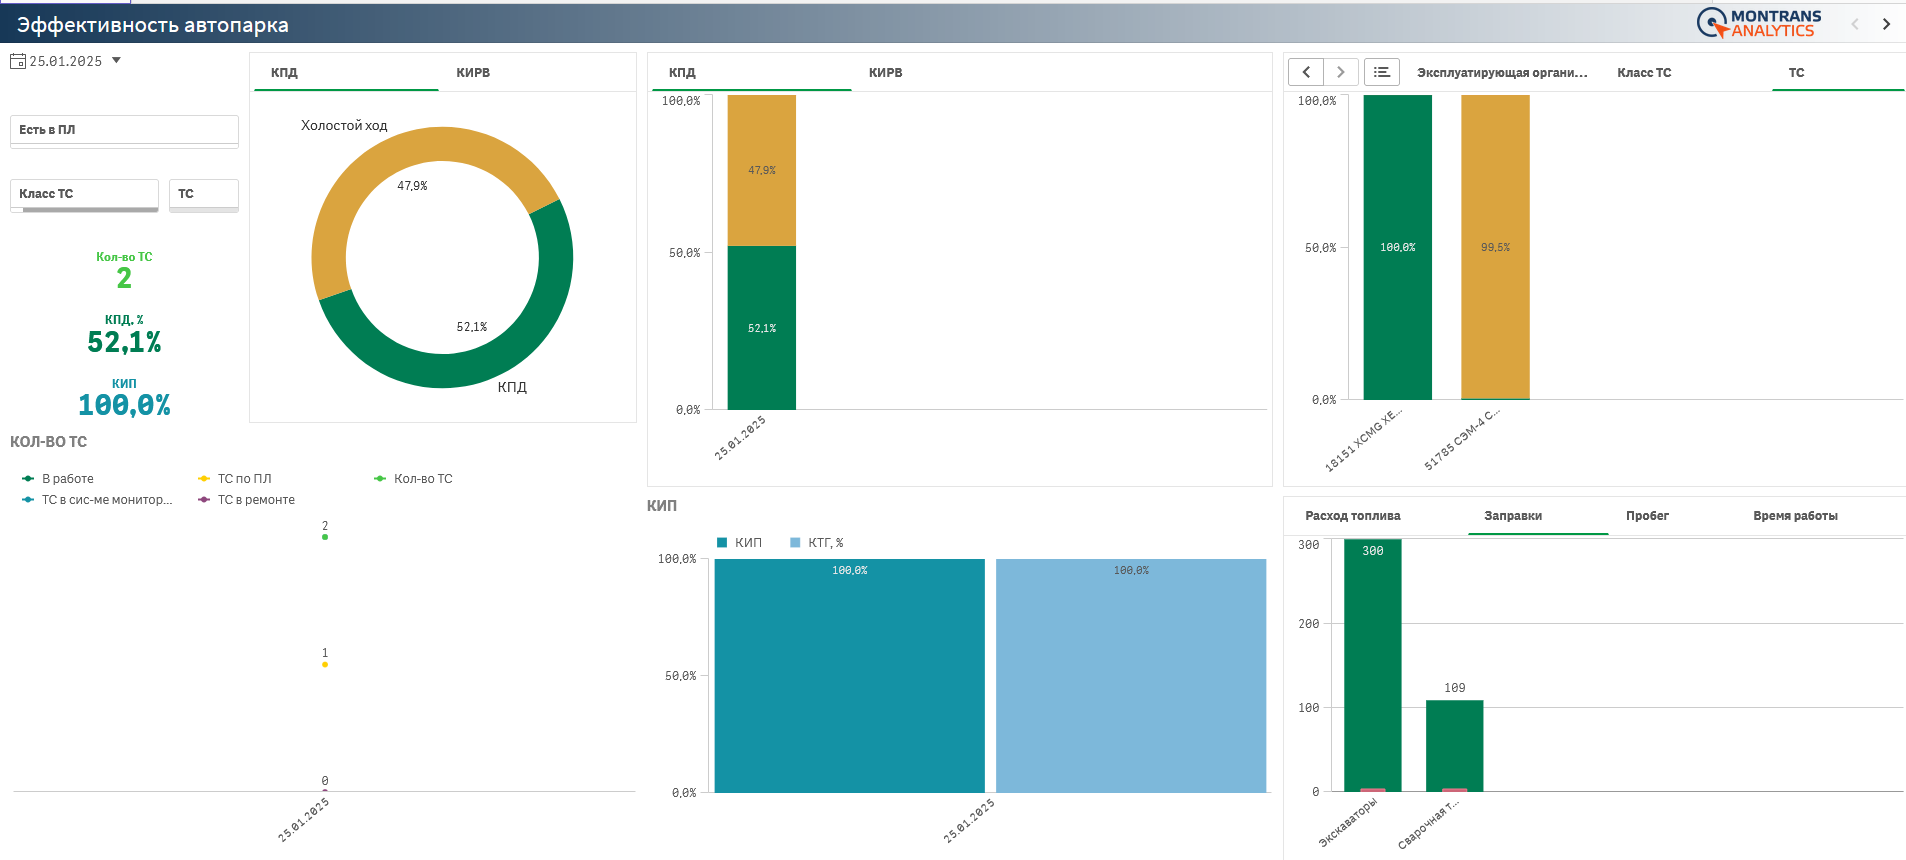 Эффективность автопарка
MONTRANS
ANALYTICS
25.01.2025
Есть в ПЛ
Класс ТС
ТС
Кол-во ТС
2
КПД, %
52,1%
КИП
100,0%
КПД
КИРВ
Холостой ход
47,9%
52,1%
КПД
КПД
КИРВ
100,0%
50,0%
0,0%
47,9%
52,1%
25.01.2025
Эксплуатирующая органи...
Класс ТС
ТС
100,0%
50,0%
0,0%
100,0%
99,5%
18151 XCMG XE...
51785 СЭМ-4 С...
КОЛ-ВО ТС
В работе
ТС по ПЛ
Кол-во ТС
ТС в сис-ме монитор...
ТС в ремонте
2
1
0
25.01.2025
КИП
КИП
КТГ, %
100,0%
50,0%
0,0%
100,0%
100,0%
25.01.2025
Расход топлива
Заправки
Пробег
Время работы
300
200
100
0
300
109
Экскаваторы
Сварочная т...